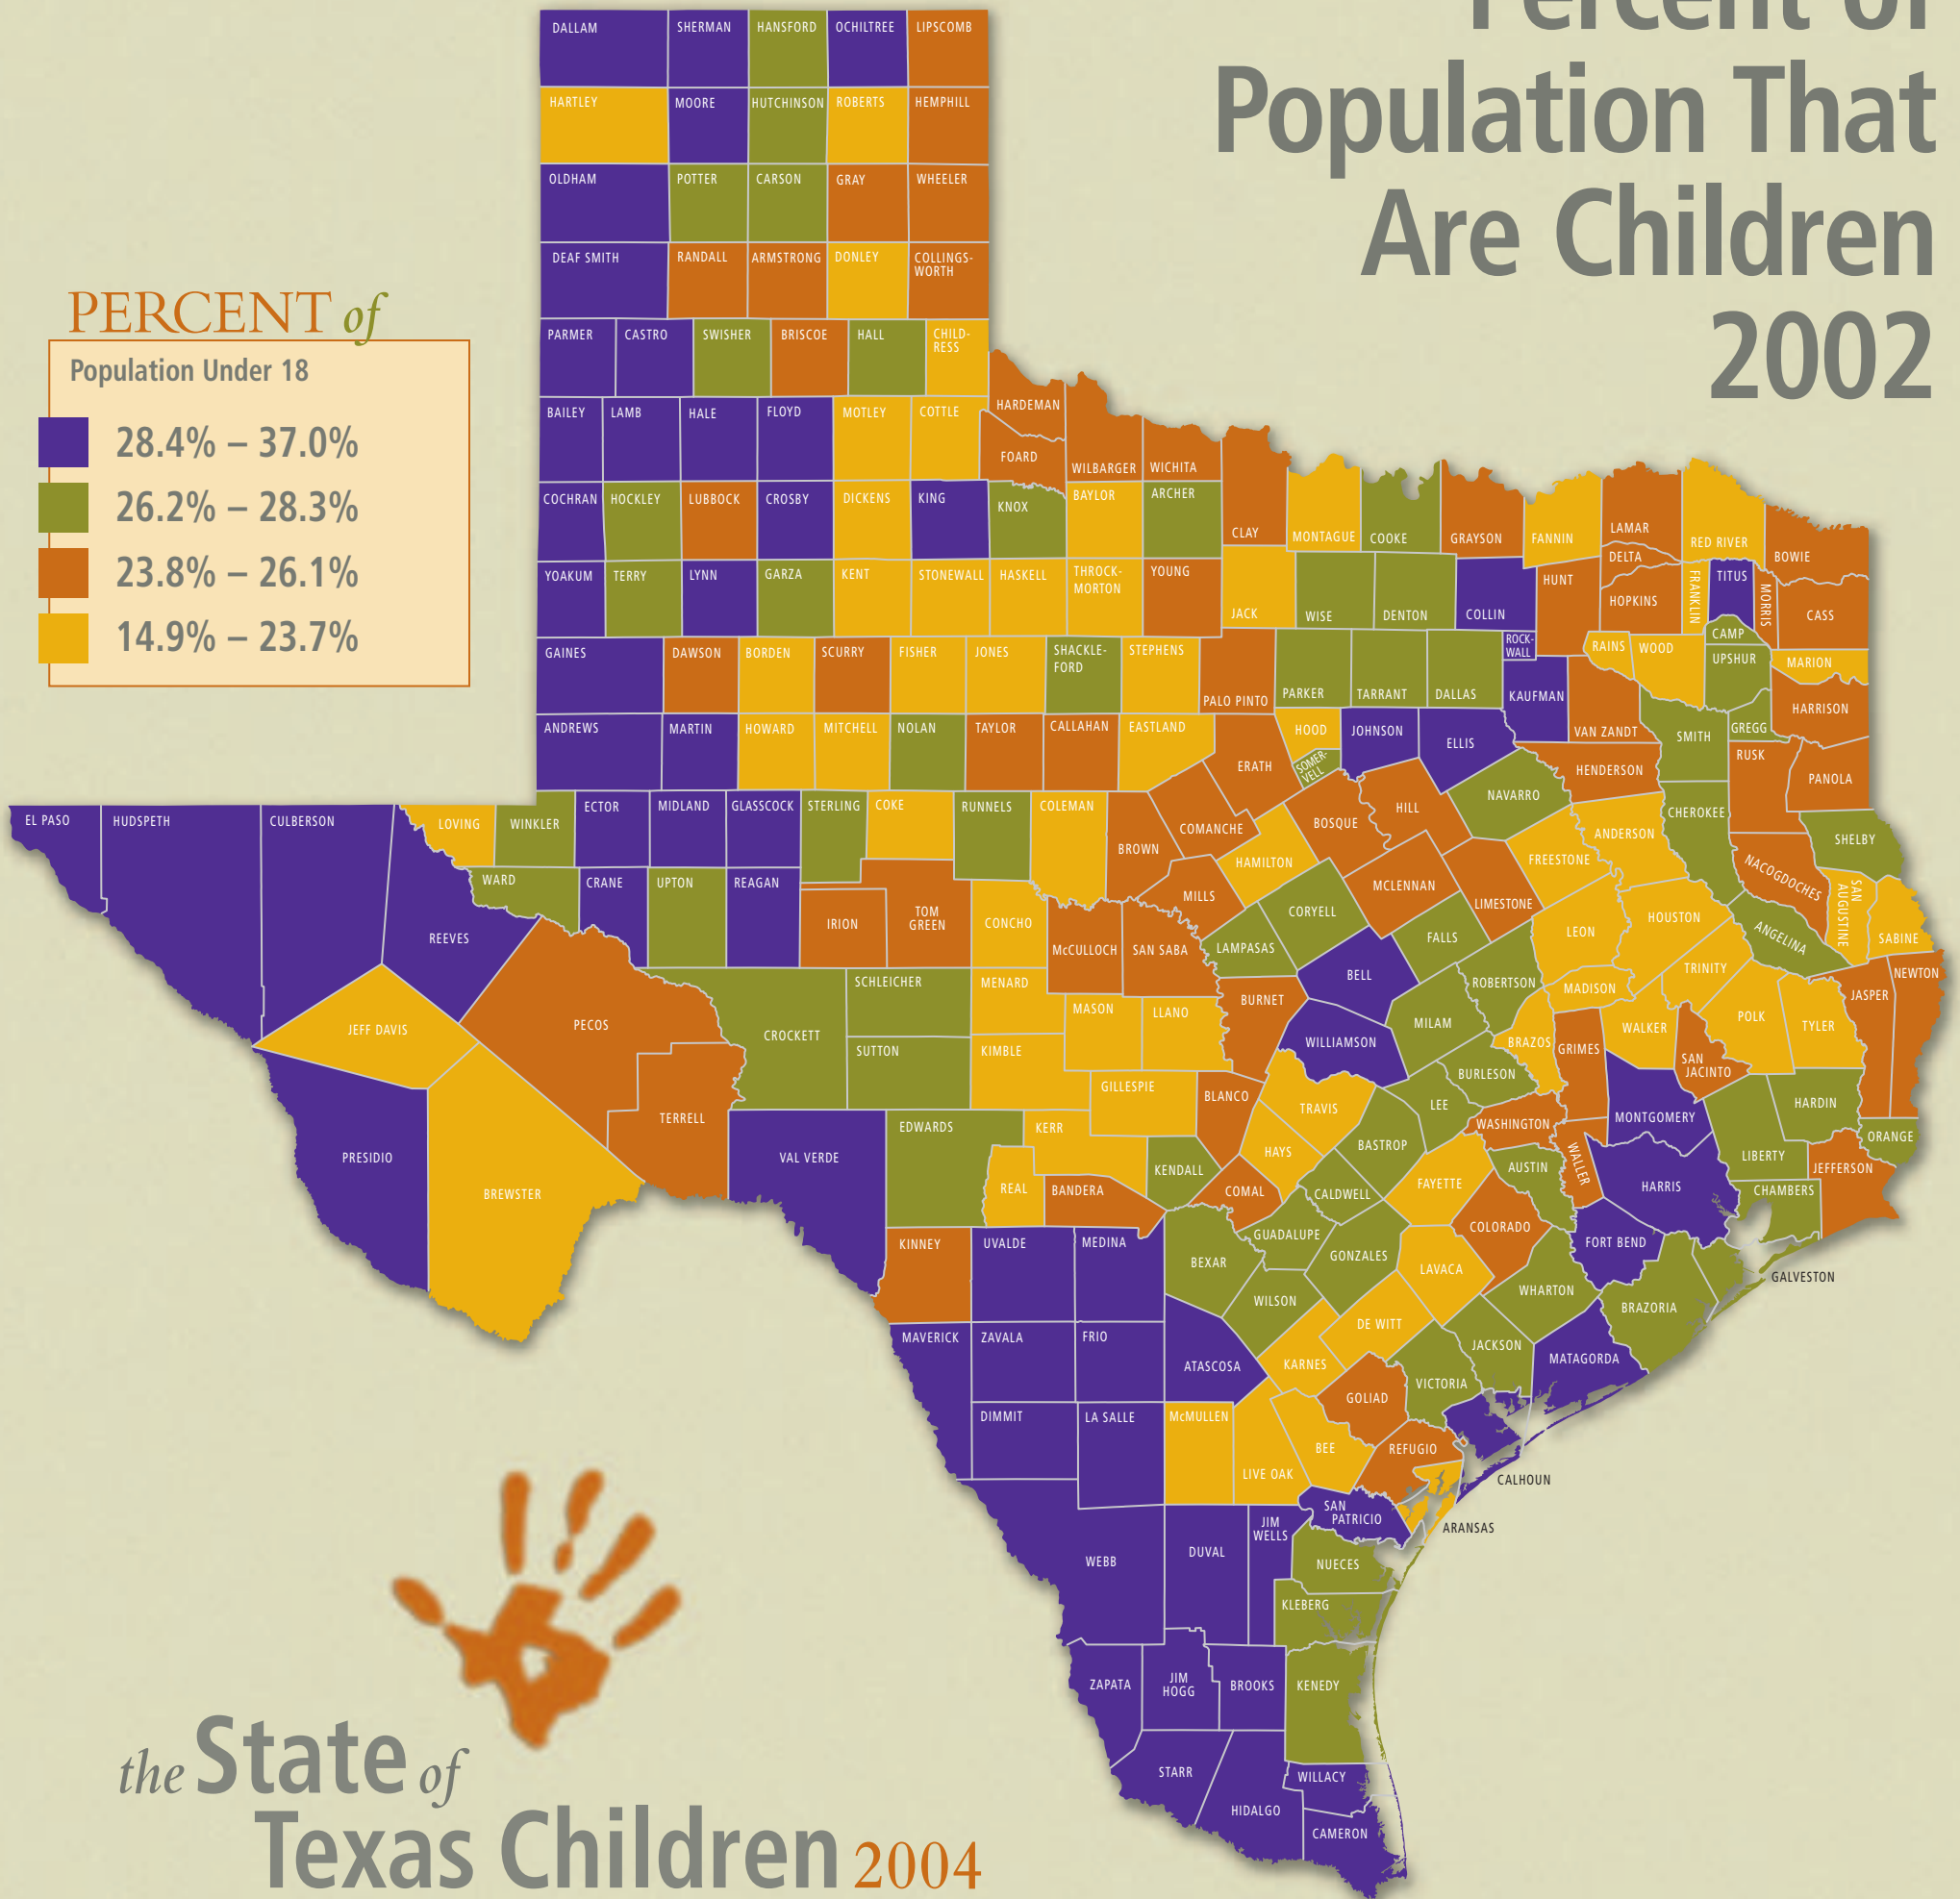 Percent of
Population That
Are Children
2002
PERCENT of
Population Under 18
28.4% – 37.0%
26.2% – 28.3%
23.8% – 26.1%
14.9% – 23.7%
DALLAM SHERMAN HANSFORD OCHILTREE LIPSCOMB
HARTLEY MOORE HUTCHINSON ROBERTS HEMPHILL
OLDHAM POTTER CARSON GRAY WHEELER
DEAF SMITH RANDALL ARMSTRONG DONLEY COLLINGS-
WORTH
PARMER CASTRO SWISHER BRISCOE HALL CHILD-
RESS
BAILEY LAMB HALE FLOYD MOTLEY COTTLE HARDEMAN
FOARD WILBARGER WICHITA
COCHRAN HOCKLEY LUBBOCK CROSBY DICKENS KING KNOX BAYLOR ARCHER
CLAY MONTAGUE COOKE GRAYSON FANNIN LAMAR RED RIVER BOWIE
DELTA
YOAKUM TERRY LYNN GARZA KENT STONEWALL HASKELL THROCK-
MORTON YOUNG
JACK WISE DENTON COLLIN HUNT HOPKINS FRANKLIN TITUS MORRIS CASS
GAINES DAWSON BORDEN SCURRY FISHER JONES SHACKLE-
FORD STEPHENS PALO PINTO PARKER TARRANT DALLAS ROCK-
WALL RAINS WOOD CAMP UPSHUR MARION
KAUFMAN VAN ZANDT HARRISON
ANDREWS MARTIN HOWARD MITCHELL NOLAN TAYLOR CALLAHAN EASTLAND
ERATH HOOD SOMER-
VELL JOHNSON ELLIS HENDERSON SMITH GREGG RUSK PANOLA
EL PASO HUDSPETH CULBERSON LOVING WINKLER ECTOR MIDLAND GLASSCOCK STERLING COKE RUNNELS COLEMAN
BROWN COMANCHE HAMILTON BOSQUE HILL NAVARRO FREESTONE ANDERSON CHEROKEE NACOGDOCHES SHELBY
REEVES WARD CRANE UPTON REAGAN IRION TOM
GREEN CONCHO McCULLOCH SAN SABA MILLS
LAMPASAS CORYELL MCLENNAN LIMESTONE FALLS LEON HOUSTON ANGELINA SAN
AUGUSTINE SABINE
JEFF DAVIS PECOS CROCKETT SCHLEICHER MENARD MASON LLANO BURNET BELL
MILAM ROBERTSON MADISON TRINITY POLK TYLER JASPER NEWTON
SUTTON KIMBLE WILLIAMSON BRAZOS GRIMES WALKER SAN
JACINTO
TERRELL GILLESPIE BLANCO TRAVIS LEE BURLESON WASHINGTON MONTGOMERY HARDIN
PRESIDIO BREWSTER VAL VERDE EDWARDS KERR KENDALL HAYS BASTROP AUSTIN WALLER LIBERTY ORANGE
REAL BANDERA COMAL CALDWELL FAYETTE COLORADO HARRIS CHAMBERS JEFFERSON
KINNEY UVALDE MEDINA BEXAR GUADALUPE GONZALES LAVACA FORT BEND
GALVESTON
WILSON WHARTON BRAZORIA
MAVERICK ZAVALA FRIO ATASCOSA KARNES DE WITT JACKSON MATAGORDA
DIMMIT LA SALLE McMULLEN LIVE OAK BEE GOLIAD VICTORIA REFUGIO
CALHOUN
ARANSAS
WEBB DUVAL JIM
WELLS SAN
PATRICIO
NUECES
KLEBERG
ZAPATA JIM
HOGG BROOKS KENEDY
STARR HIDALGO WILLACY
CAMERON
the State of
Texas Children 2004